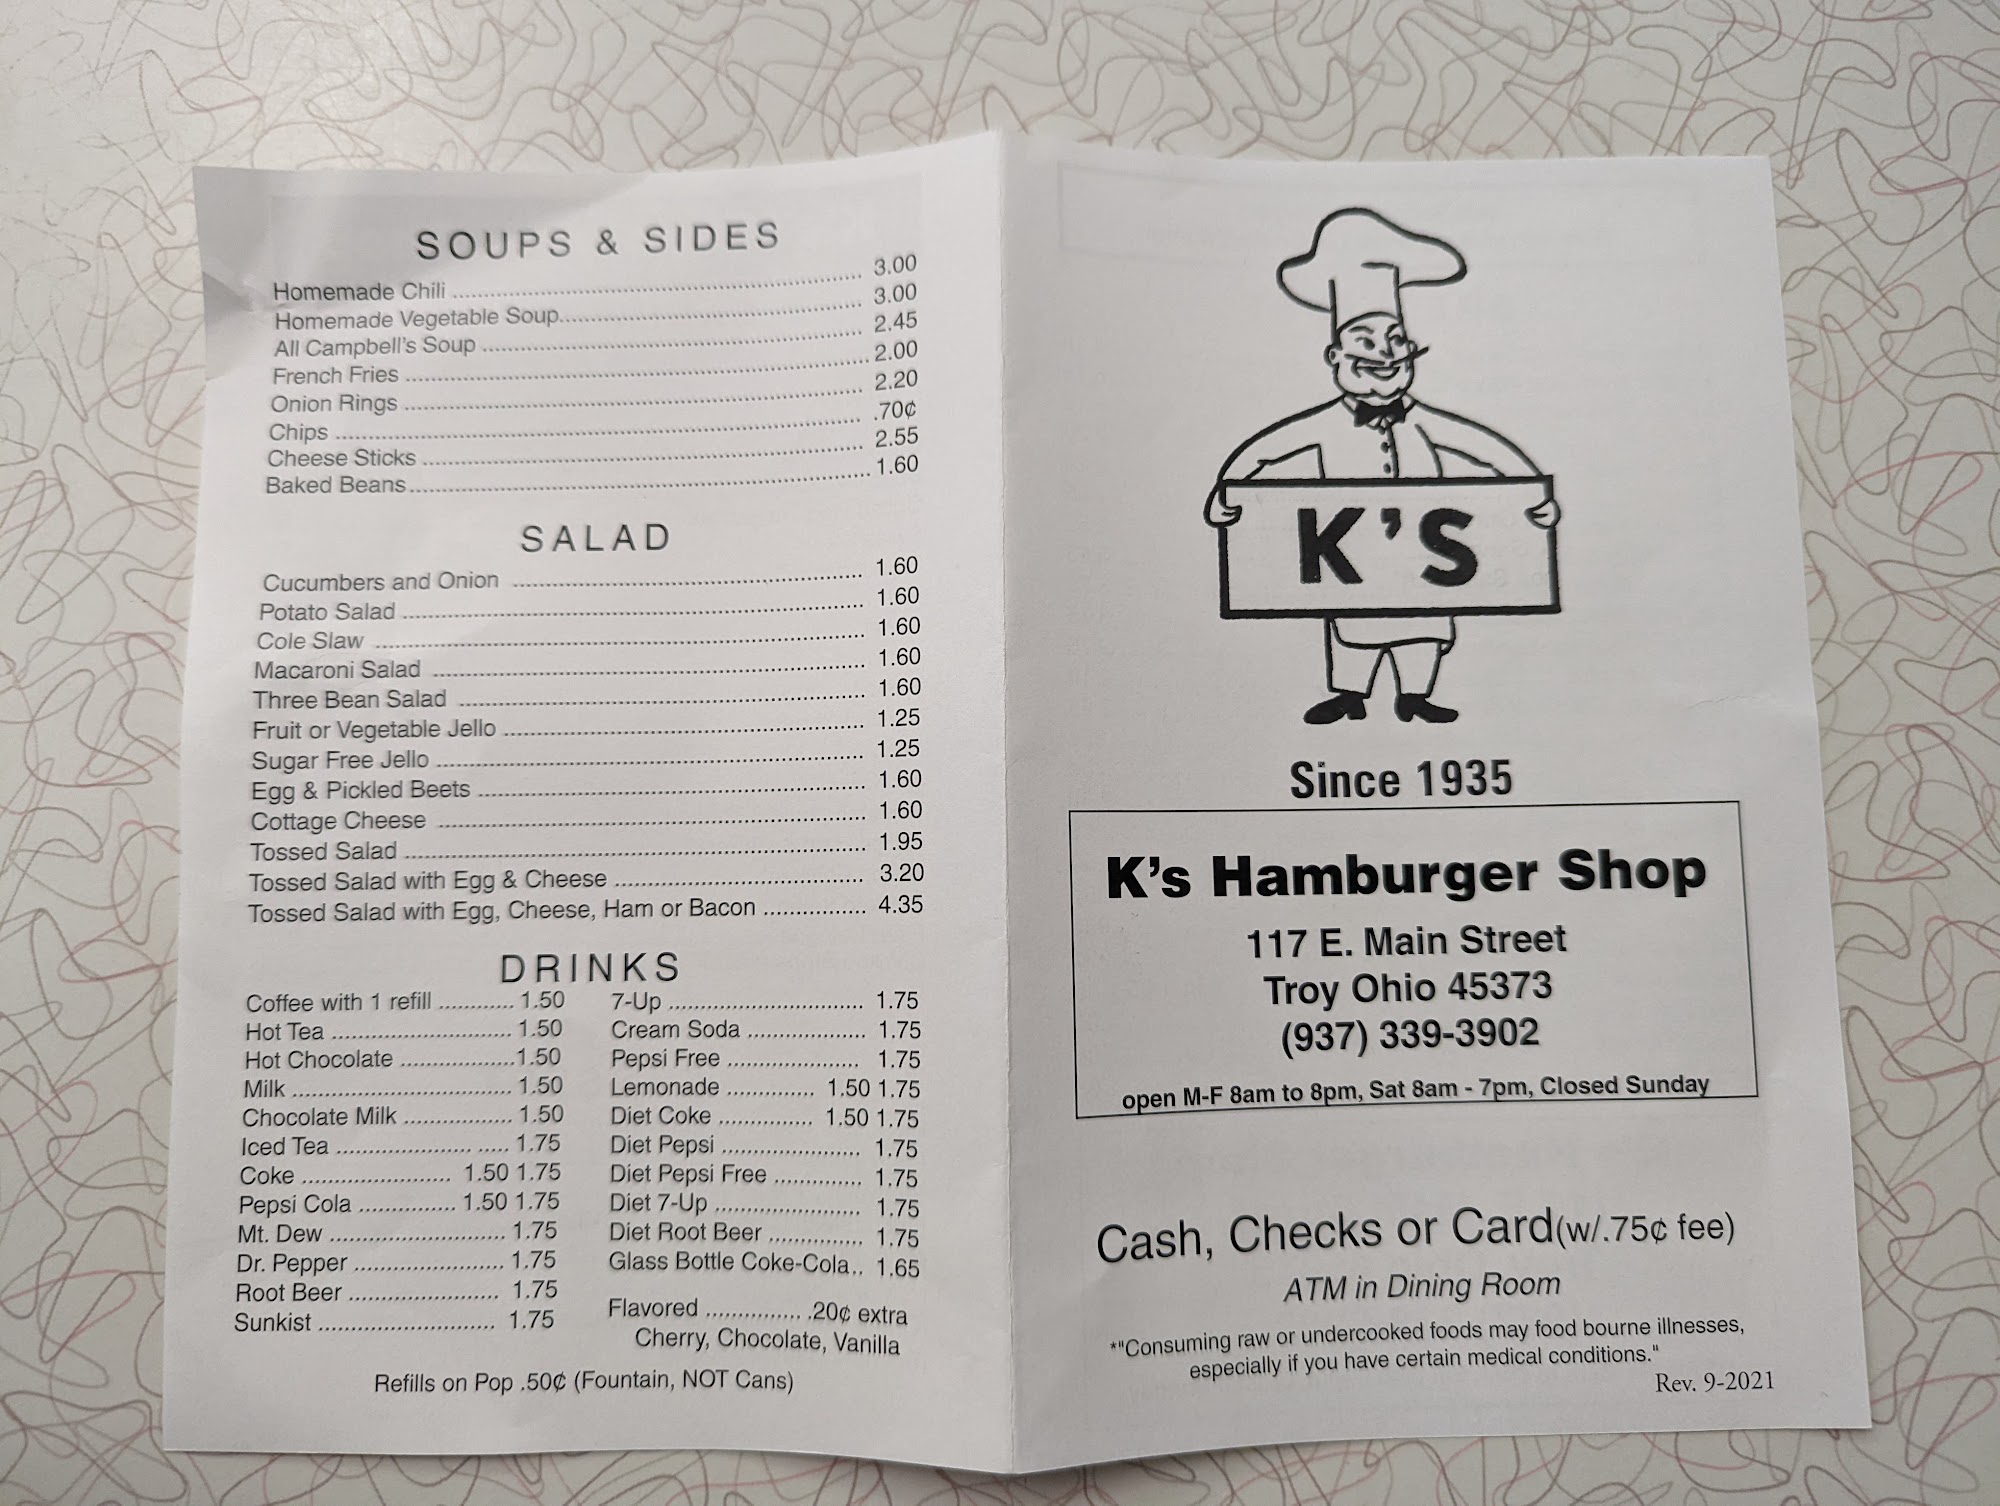 SOUPS & SIDES
Homemade Chili ........ 3.00
Homemade Vegetable Soup........ 3.00
All Campbell's Soup ........ 2.45
French Fries ........ 2.00
Onion Rings ........ 2.20
Chips ........ .70¢
Cheese Sticks ........ 2.55
Baked Beans........ 1.60
SALAD
Cucumbers and Onion ........ 1.60
Potato Salad ........ 1.60
Cole Slaw ........ 1.60
Macaroni Salad ........ 1.60
Three Bean Salad ........ 1.60
Fruit or Vegetable Jello ........ 1.25
Sugar Free Jello ........ 1.25
Egg & Pickled Beets ........ 1.60
Cottage Cheese ........ 1.60
Tossed Salad ........ 1.95
Tossed Salad with Egg & Cheese ........ 3.20
Tossed Salad with Egg, Cheese, Ham or Bacon ........ 4.35
DRINKS
Coffee with 1 refill ........ 1.50
Hot Tea ........ 1.50
Hot Chocolate ........ 1.50
Milk ........ 1.50
Chocolate Milk ........ 1.50
Iced Tea ........ 1.75
Coke ........ 1.50 1.75
Pepsi Cola ........ 1.50 1.75
Mt. Dew ........ 1.75
Dr. Pepper ........ 1.75
Root Beer ........ 1.75
Sunkist ........ 1.75
7-Up ........ 1.75
Cream Soda ........ 1.75
Pepsi Free ........ 1.75
Lemonade ........ 1.50 1.75
Diet Coke ........ 1.50 1.75
Diet Pepsi ........ 1.75
Diet Pepsi Free ........ 1.75
Diet 7-Up ........ 1.75
Diet Root Beer ........ 1.75
Glass Bottle Coke-Cola.. 1.65
Flavored ........ .20¢ extra
Cherry, Chocolate, Vanilla
Refills on Pop .50¢ (Fountain, NOT Cans)
K'S
Since 1935
K's Hamburger Shop
117 E. Main Street
Troy Ohio 45373
(937) 339-3902
open M-F 8am to 8pm, Sat 8am - 7pm, Closed Sunday
Cash, Checks or Card(w/.75¢ fee)
ATM in Dining Room
*"Consuming raw or undercooked foods may food bourne illnesses,
especially if you have certain medical conditions."
Rev. 9-2021